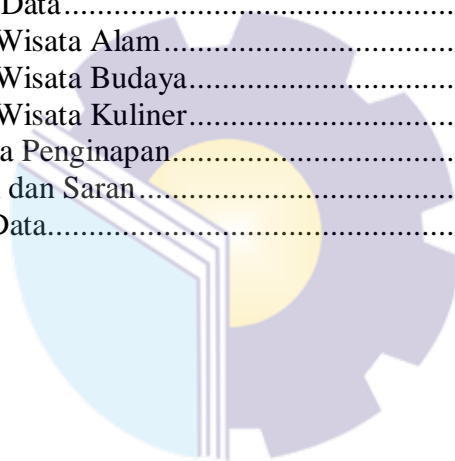 Data................................................
Wisata Alam...................................
Wisata Budaya................................
Wisata Kuliner................................
a Penginapan..................................
dan Saran.......................................
Data.................................................